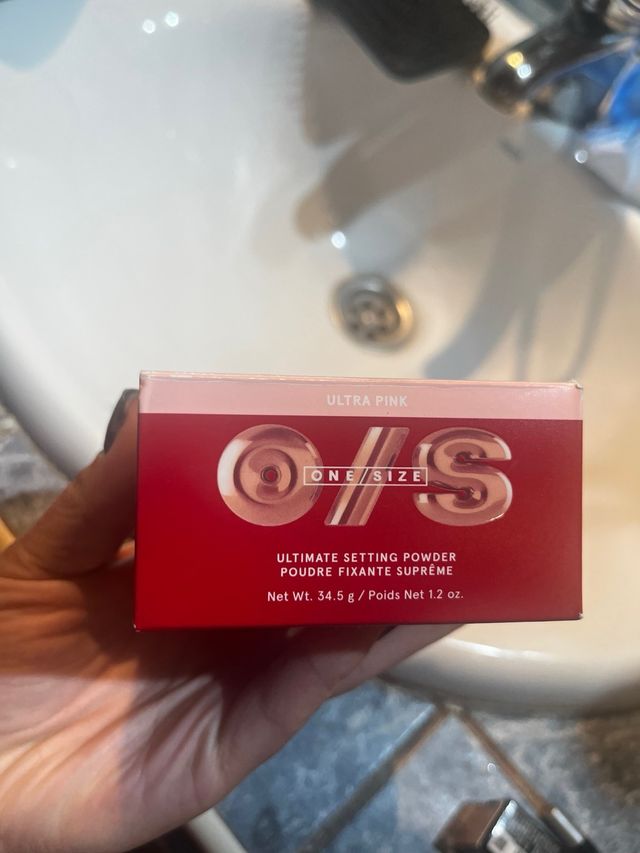 ULTRA PINK
O/S
ONE/SIZE
ULTIMATE SETTING POWDER
POUDRE FIXANTE SUPRÊME
Net Wt. 34.5 g / Poids Net 1.2 oz.